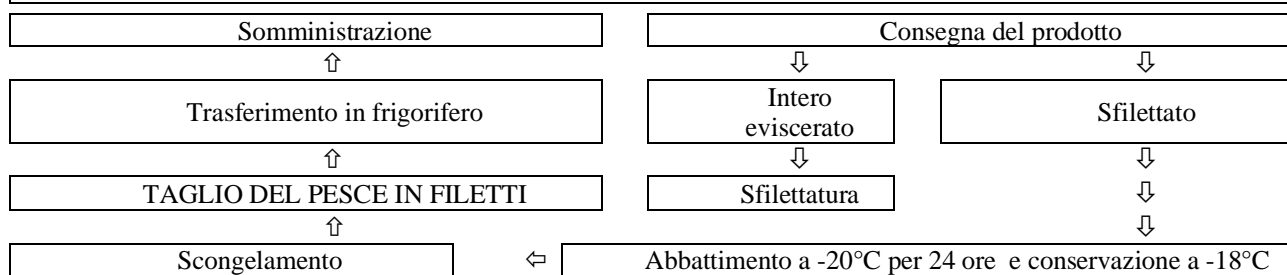 Somministrazione
Consegna del prodotto
⇧
⇩
⇩
Trasferimento in frigorifero
Intero
eviscerato
Sfilettato
⇧
⇩
⇩
TAGLIO DEL PESCE IN FILETTI
Sfilettatura
⇩
⇧
⇩
Scongelamento
⇦
Abbattimento a -20°C per 24 ore e conservazione a -18°C